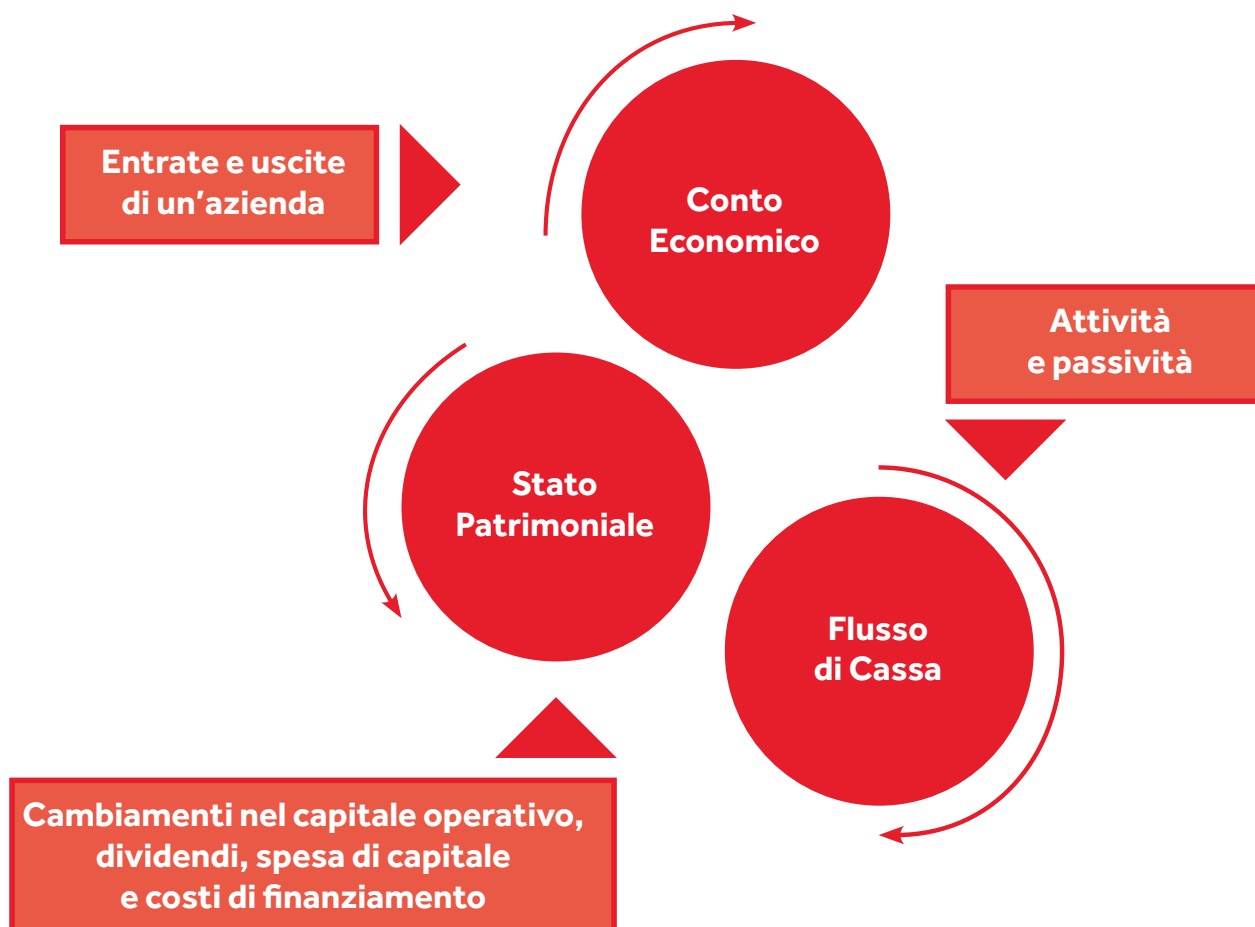 Entrate e uscite
di un’azienda
Conto
Economico
Attività
e passività
Stato
Patrimoniale
Flusso
di Cassa
Cambiamenti nel capitale operativo,
dividendi, spesa di capitale
e costi di finanziamento